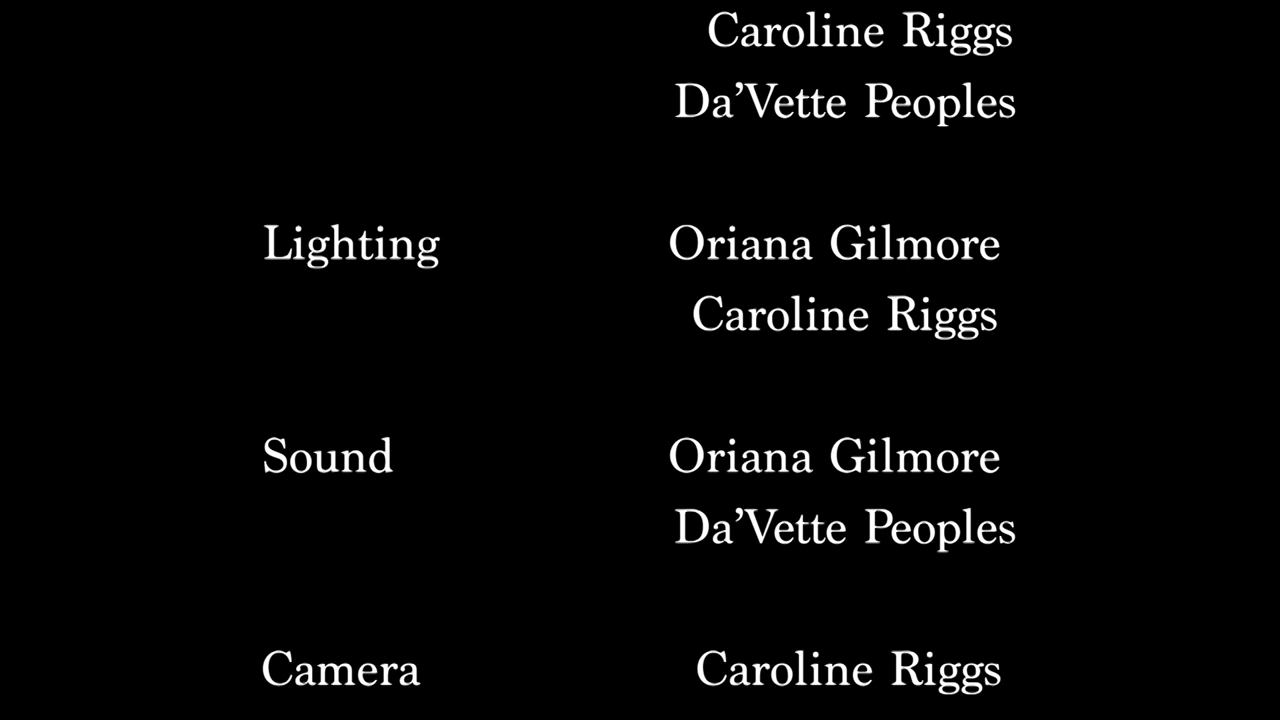 Caroline Riggs
Da’Vette Peoples
Lighting Oriana Gilmore
Caroline Riggs
Sound Oriana Gilmore
Da’Vette Peoples
Camera Caroline Riggs